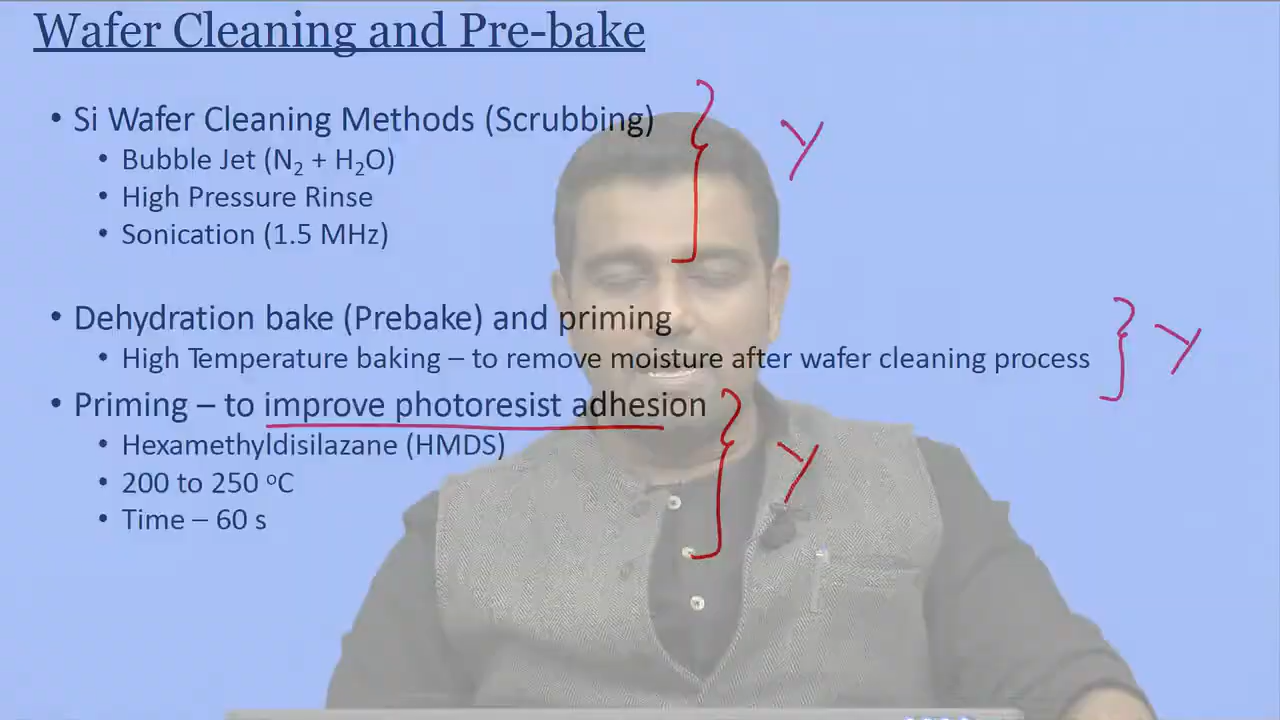 Wafer Cleaning and Pre-bake
• Si Wafer Cleaning Methods (Scrubbing)
• Bubble Jet (N₂ + H₂O)
• High Pressure Rinse
• Sonication (1.5 MHz)
Y
• Dehydration bake (Prebake) and priming
• High Temperature baking – to remove moisture after wafer cleaning process
Y
• Priming – to improve photoresist adhesion
• Hexamethyldisilazane (HMDS)
• 200 to 250 ºC
• Time – 60 s
Y